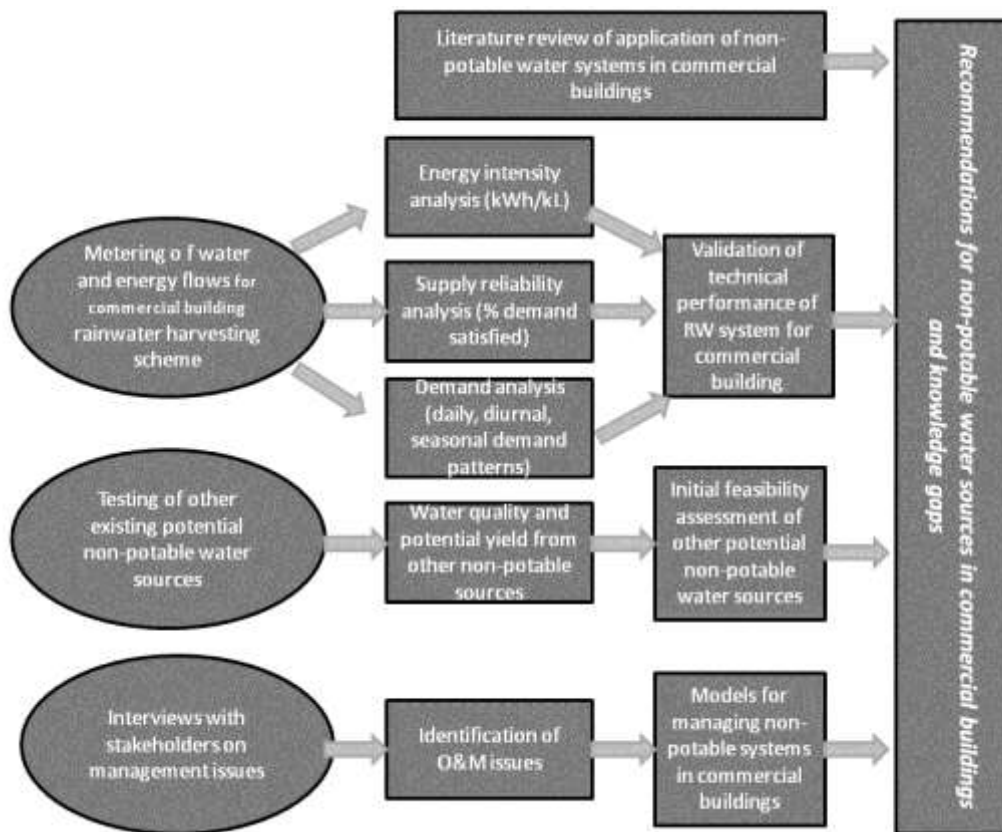 Literature review of application of non-
potable water systems in commercial
buildings
Energy intensity
analysis (kWh/kL)
Metering o f water
and energy flows for
commercial building
rainwater harvesting
scheme
Supply reliability
analysis (% demand
satisfied)
Demand analysis
(daily, diurnal,
seasonal demand
patterns)
Validation of
technical
performance of
RW system for
commercial
building
Testing of other
existing potential
non-potable water
sources
Water quality and
potential yield from
other non-potable
sources
Initial feasibility
assessment of
other potential
non-potable
water sources
Interviews with
stakeholders on
management issues
Identification of
O&M issues
Models for
managing non-
potable systems
in commercial
buildings
Recommendations for non-potable water sources in commercial buildings
and knowledge gaps